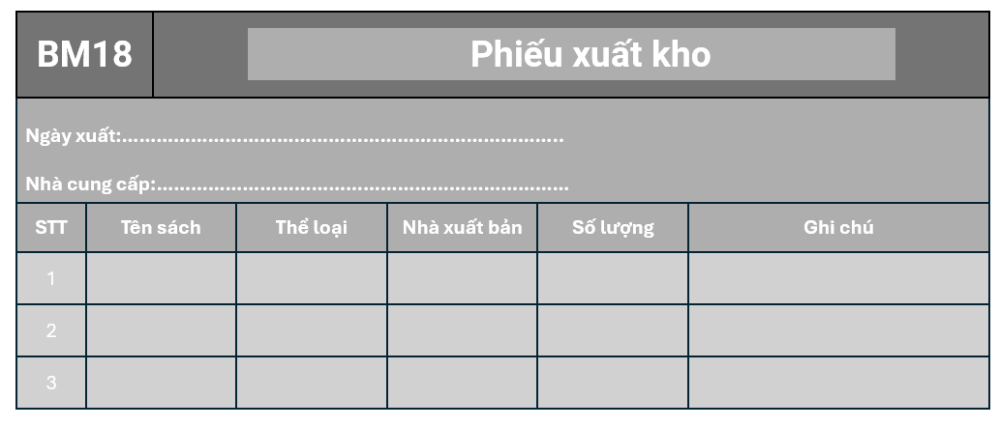 BM18 Phiếu xuất kho
Ngày xuất:…………………………………………………………………..
Nhà cung cấp:………………………………………………………………
STT Tên sách Thể loại Nhà xuất bản Số lượng Ghi chú
1
2
3